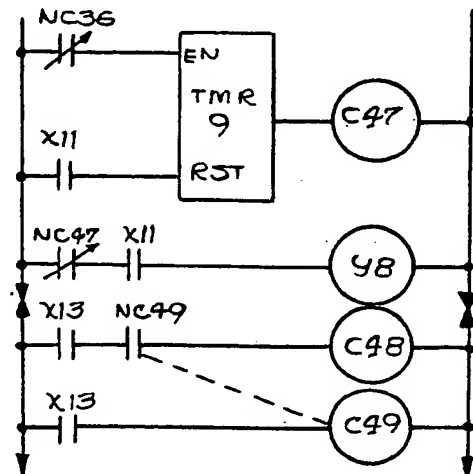 NC36
EN
TMR
9
C47
X11
RST
NC47 X11
Y8
X13 NC49
C48
X13
C49